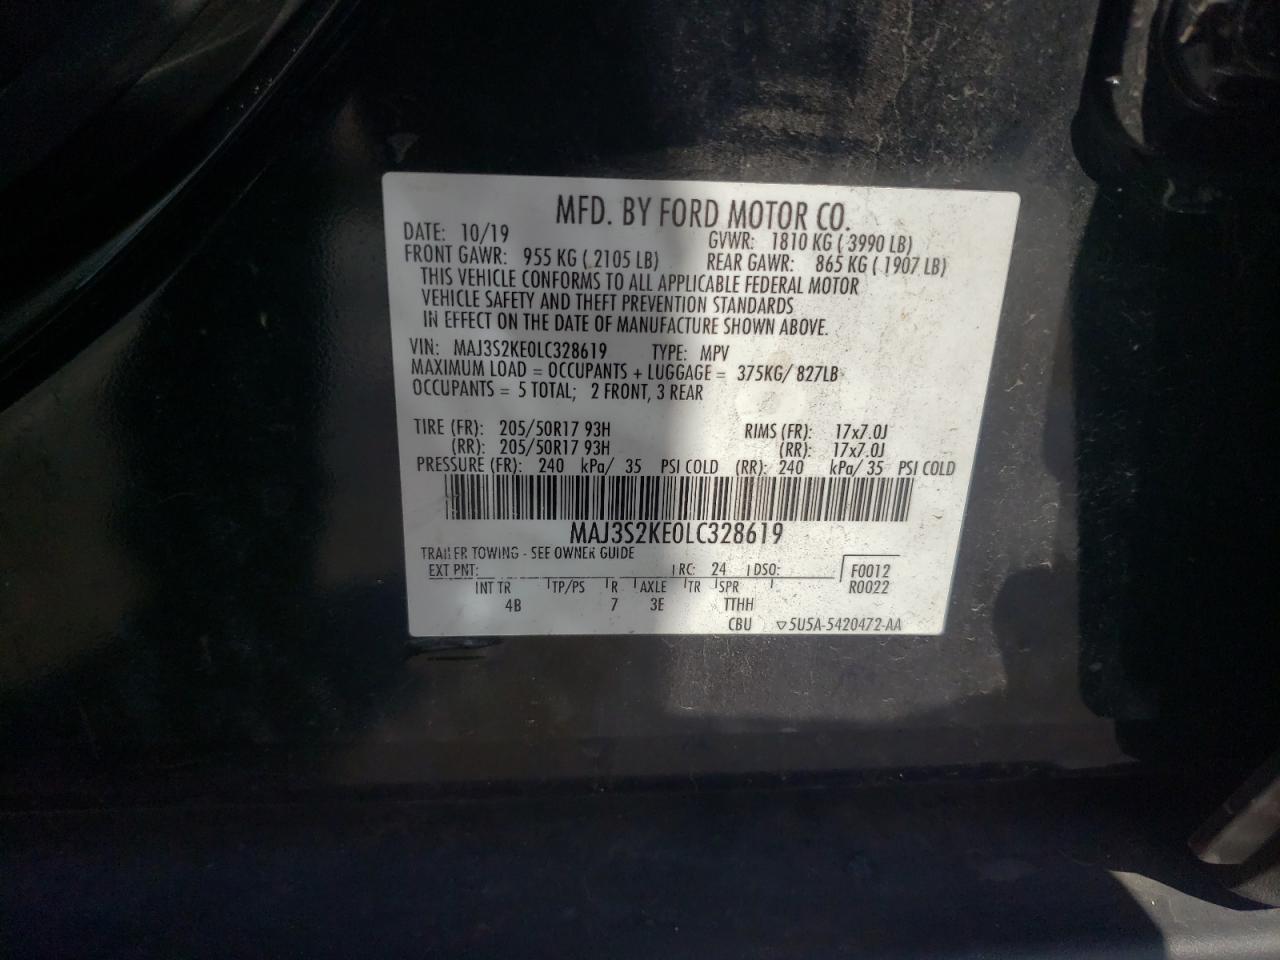 MFD. BY FORD MOTOR CO.
DATE: 10/19 GVWR: 1810 KG ( 3990 LB)
FRONT GAWR: 955 KG ( 2105 LB) REAR GAWR: 865 KG ( 1907 LB)
THIS VEHICLE CONFORMS TO ALL APPLICABLE FEDERAL MOTOR
VEHICLE SAFETY AND THEFT PREVENTION STANDARDS
IN EFFECT ON THE DATE OF MANUFACTURE SHOWN ABOVE.
VIN: MAJ3S2KE0LC328619 TYPE: MPV
MAXIMUM LOAD = OCCUPANTS + LUGGAGE = 375KG/ 827LB
OCCUPANTS = 5 TOTAL; 2 FRONT, 3 REAR
TIRE (FR): 205/50R17 93H RIMS (FR): 17x7.0J
(RR): 205/50R17 93H (RR): 17x7.0J
PRESSURE (FR): 240 kPa/ 35 PSI COLD (RR): 240 kPa/ 35 PSI COLD
MAJ3S2KE0LC328619
TRAILER TOWING - SEE OWNER GUIDE
EXT PNT: RC: 24 DSO: F0012
INT TR TP/PS R AXLE TR SPR R0022
4B 7 3E TTHH
CBU ▽5U5A-5420472-AA